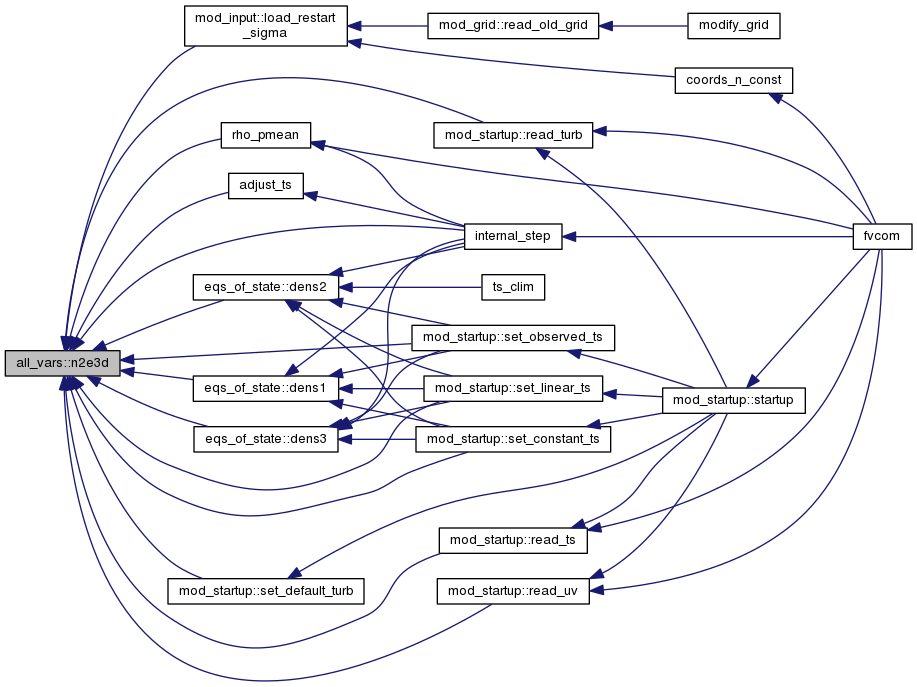 mod_input::load_restart
_sigma
mod_grid::read_old_grid
modify_grid
coords_n_const
rho_pmean
mod_startup::read_turb
adjust_ts
internal_step
fvcom
eqs_of_state::dens2
ts_clim
mod_startup::set_observed_ts
all_vars::n2e3d
eqs_of_state::dens1
mod_startup::set_linear_ts
mod_startup::startup
eqs_of_state::dens3
mod_startup::set_constant_ts
mod_startup::read_ts
mod_startup::set_default_turb
mod_startup::read_uv